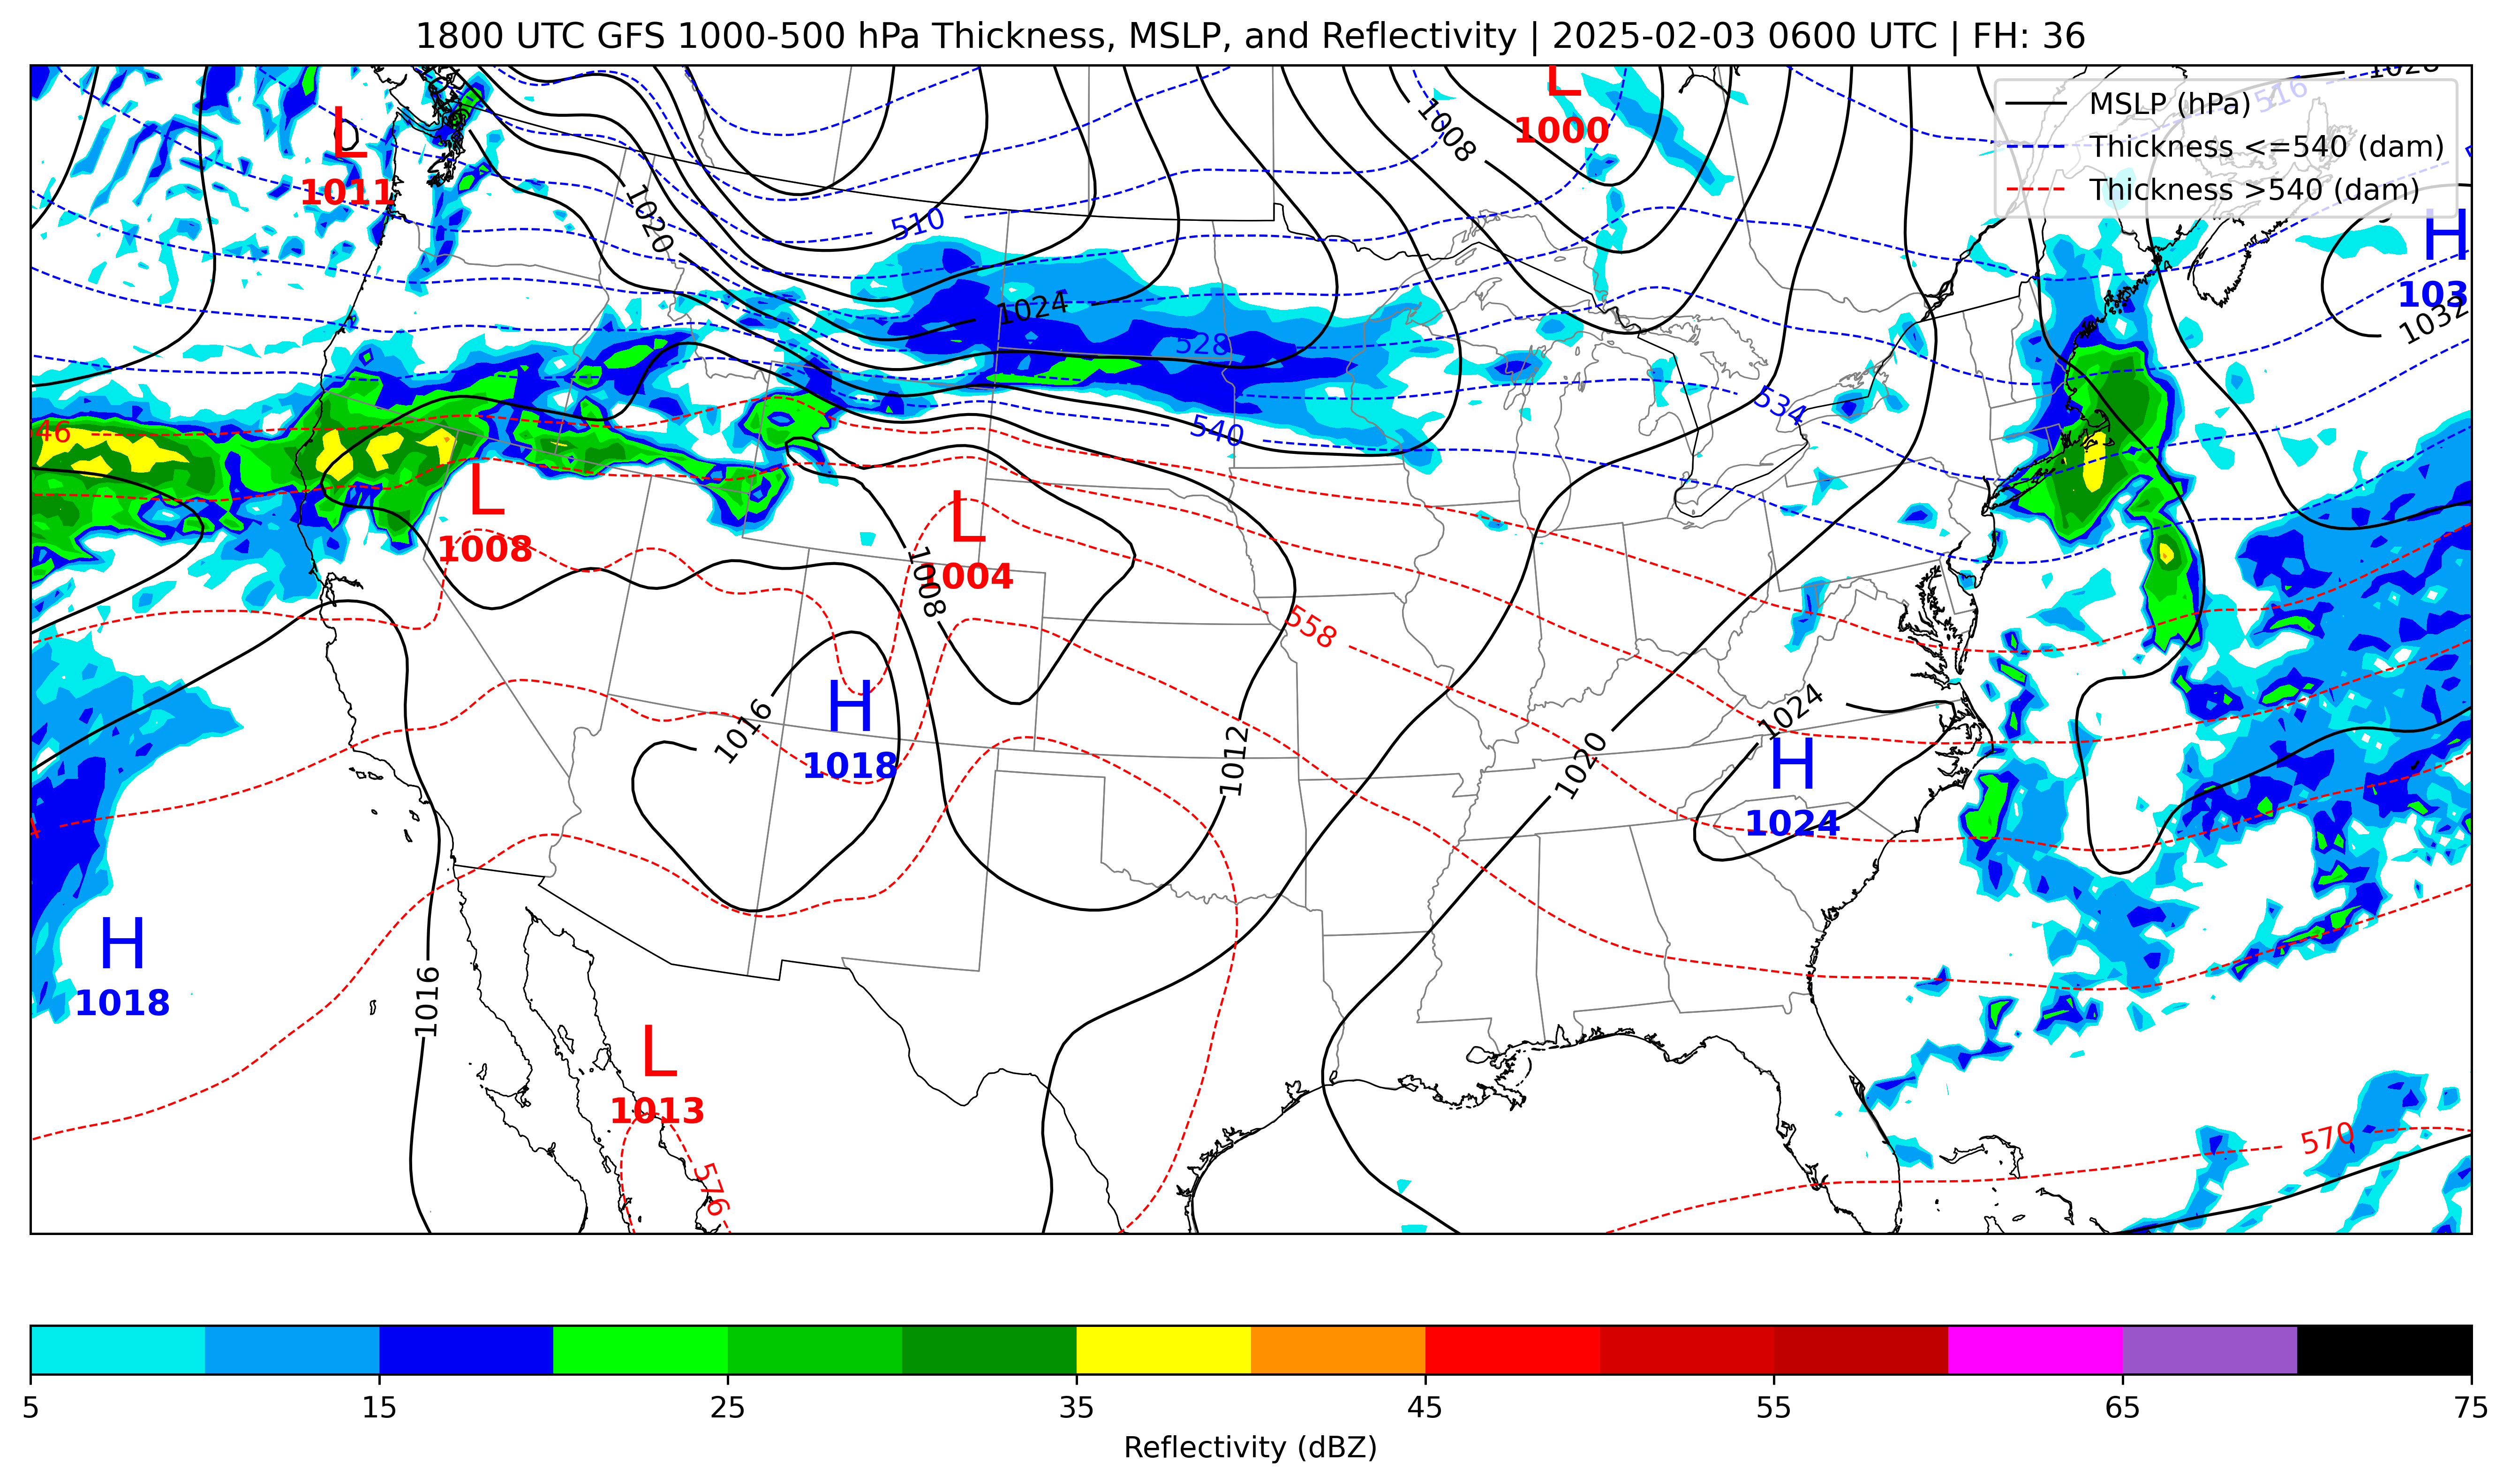 1800 UTC GFS 1000-500 hPa Thickness, MSLP, and Reflectivity | 2025-02-03 0600 UTC | FH: 36
MSLP (hPa)
Thickness <=540 (dam)
Thickness >540 (dam)
1028
516
L
1000
1008
L
1011
1020
510
H
103
1032
1024
528
534
540
46
L
1008
L
1004
1008
558
1016
H
1018
1012
1020
1024
H
1024
4
H
1018
1016
L
1013
576
570
5
15
25
35
45
55
65
75
Reflectivity (dBZ)